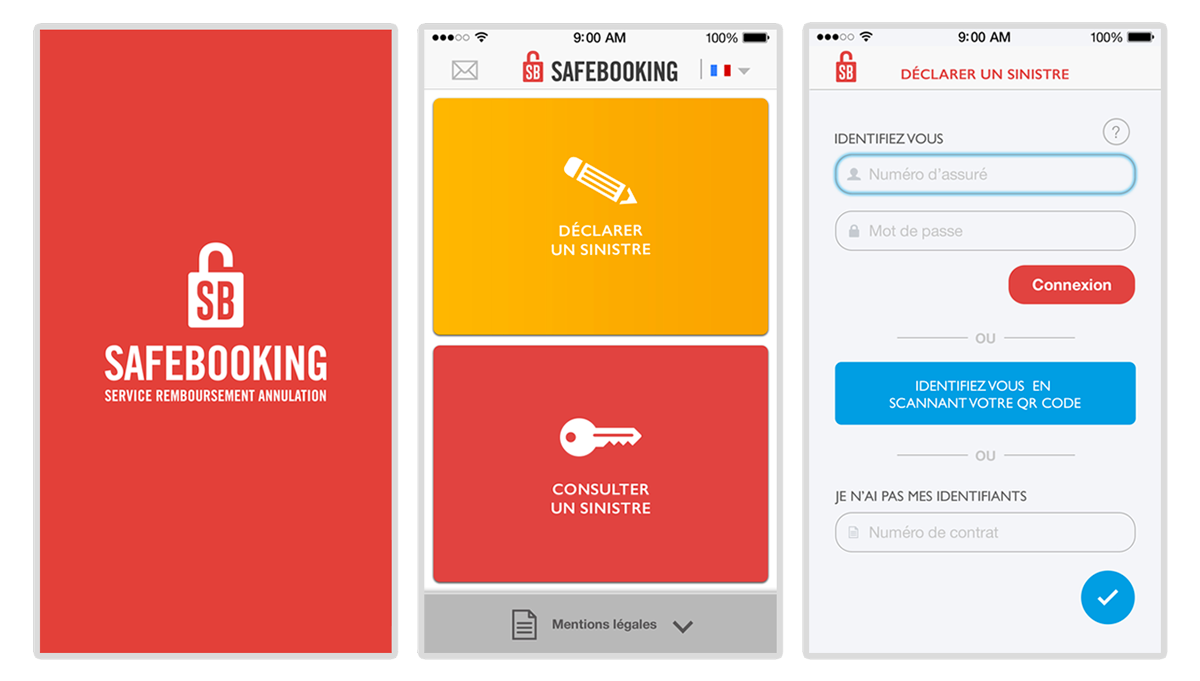 SB
SAFEBOOKING
SERVICE REMBOURSEMENT ANNULATION
9:00 AM
100%
SB SAFEBOOKING
DÉCLARER
UN SINISTRE
CONSULTER
UN SINISTRE
Mentions légales
9:00 AM
100%
SB
DÉCLARER UN SINISTRE
IDENTIFIEZ VOUS
?
Numéro d'assuré
Mot de passe
Connexion
OU
IDENTIFIEZ VOUS EN
SCANNANT VOTRE QR CODE
OU
JE N'AI PAS MES IDENTIFIANTS
Numéro de contrat